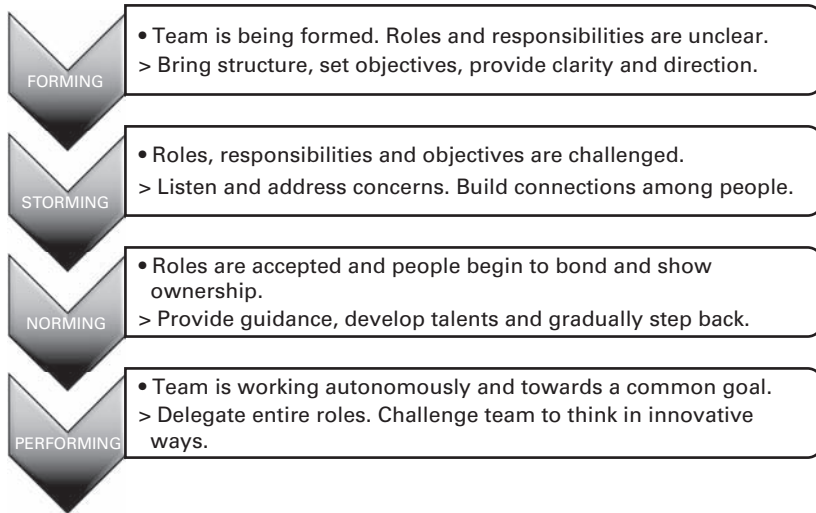 FORMING
• Team is being formed. Roles and responsibilities are unclear.
> Bring structure, set objectives, provide clarity and direction.
STORMING
• Roles, responsibilities and objectives are challenged.
> Listen and address concerns. Build connections among people.
NORMING
• Roles are accepted and people begin to bond and show
ownership.
> Provide guidance, develop talents and gradually step back.
PERFORMING
• Team is working autonomously and towards a common goal.
> Delegate entire roles. Challenge team to think in innovative
ways.